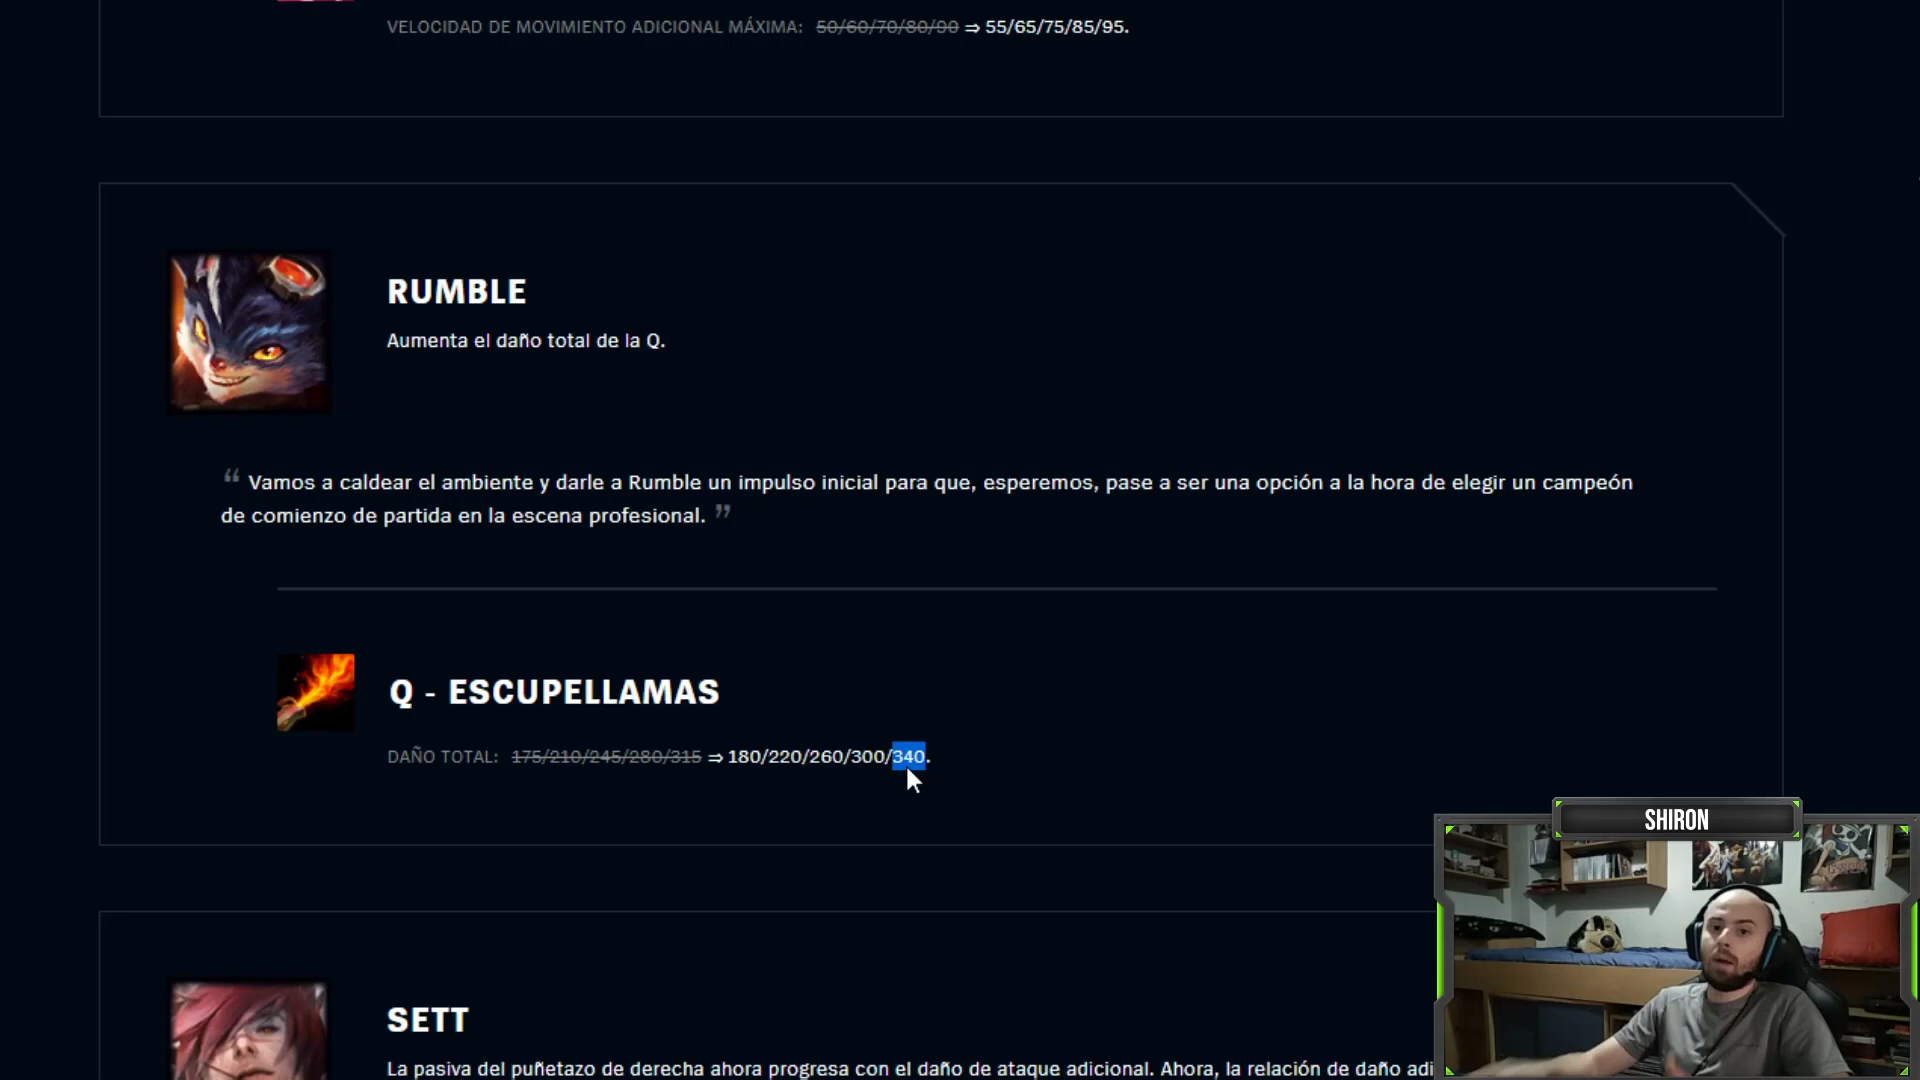 VELOCIDAD DE MOVIMIENTO ADICIONAL MÁXIMA: 50/60/70/80/90 ⇒ 55/65/75/85/95.
RUMBLE
Aumenta el daño total de la Q.
“ Vamos a caldear el ambiente y darle a Rumble un impulso inicial para que, esperemos, pase a ser una opción a la hora de elegir un campeón
de comienzo de partida en la escena profesional. ”
Q - ESCUPELLAMAS
DAÑO TOTAL: 175/210/245/280/315 ⇒ 180/220/260/300/340.
SHIRON
SETT
La pasiva del puñetazo de derecha ahora progresa con el daño de ataque adicional. Ahora, la relación de daño adi